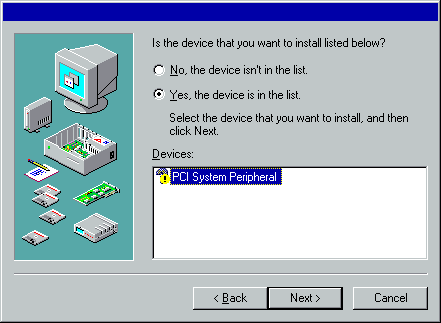 Is the device that you want to install listed below?
No, the device isn't in the list.
Yes, the device is in the list.
Select the device that you want to install, and then
click Next.
Devices:
PCI System Peripheral
< Back
Next >
Cancel